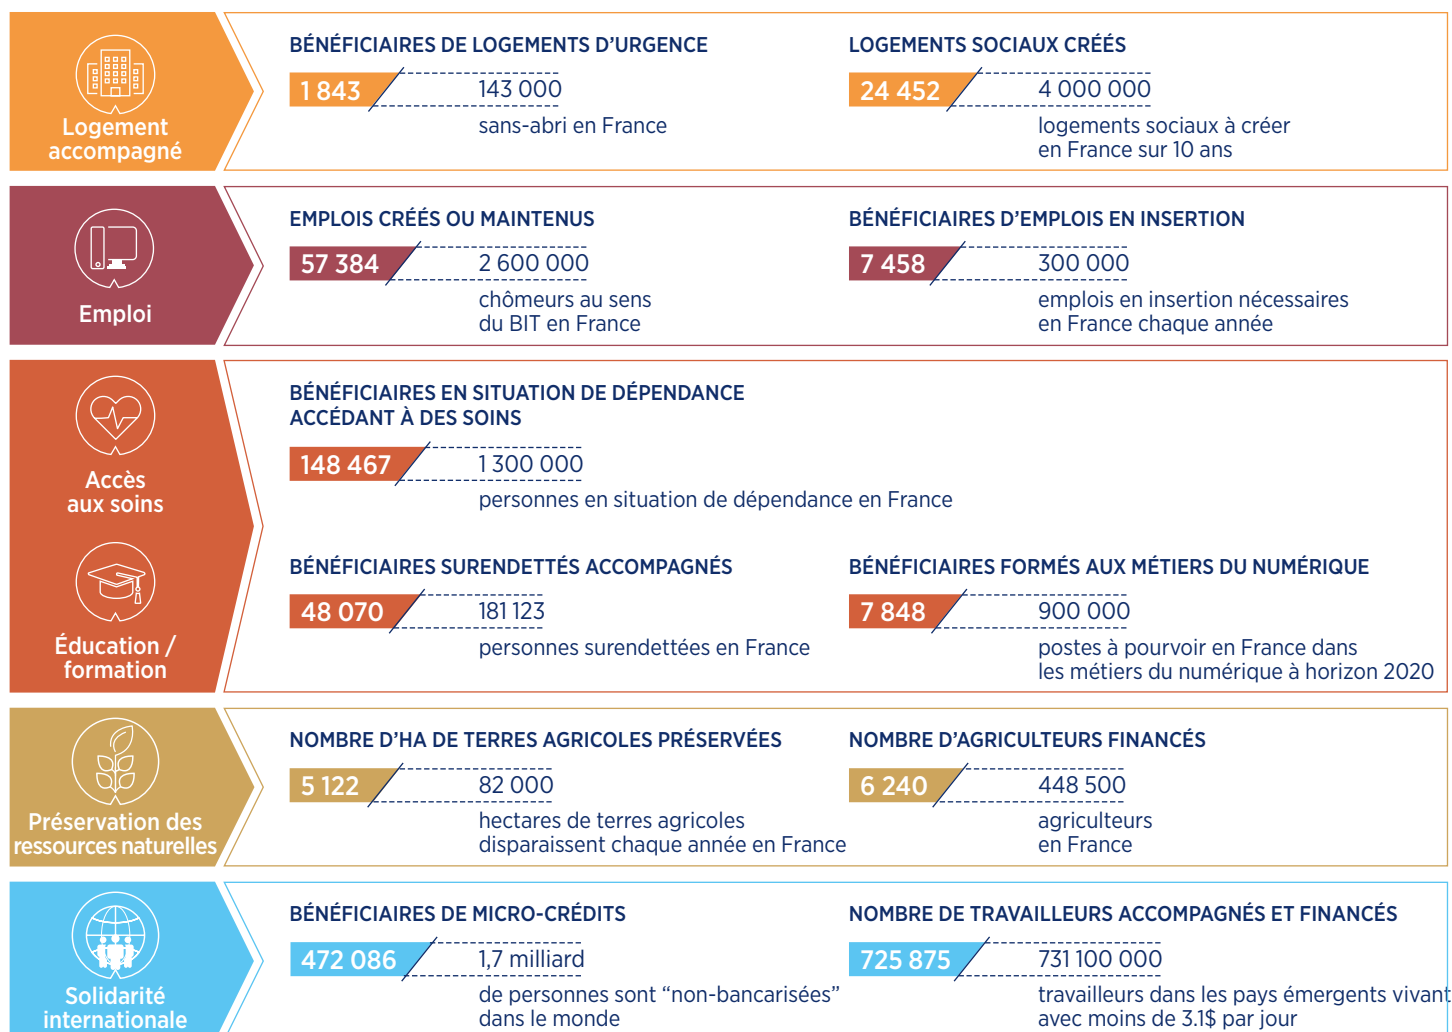 Logement
accompagné
BÉNÉFICIAIRES DE LOGEMENTS D'URGENCE
1 843
143 000
sans-abri en France
LOGEMENTS SOCIAUX CRÉÉS
24 452
4 000 000
logements sociaux à créer
en France sur 10 ans
Emploi
EMPLOIS CRÉÉS OU MAINTENUS
57 384
2 600 000
chômeurs au sens
du BIT en France
BÉNÉFICIAIRES D'EMPLOIS EN INSERTION
7 458
300 000
emplois en insertion nécessaires
en France chaque année
Accès
aux soins
BÉNÉFICIAIRES EN SITUATION DE DÉPENDANCE
ACCÉDANT À DES SOINS
148 467
1 300 000
personnes en situation de dépendance en France
Éducation /
formation
BÉNÉFICIAIRES SURENDETTÉS ACCOMPAGNÉS
48 070
181 123
personnes surendettées en France
BÉNÉFICIAIRES FORMÉS AUX MÉTIERS DU NUMÉRIQUE
7 848
900 000
postes à pourvoir en France dans
les métiers du numérique à horizon 2020
Préservation des
ressources naturelles
NOMBRE D'HA DE TERRES AGRICOLES PRÉSERVÉES
5 122
82 000
hectares de terres agricoles
disparaissent chaque année en France
NOMBRE D'AGRICULTEURS FINANCÉS
6 240
448 500
agriculteurs
en France
Solidarité
internationale
BÉNÉFICIAIRES DE MICRO-CRÉDITS
472 086
1,7 milliard
de personnes sont “non-bancarisées”
dans le monde
NOMBRE DE TRAVAILLEURS ACCOMPAGNÉS ET FINANCÉS
725 875
731 100 000
travailleurs dans les pays émergents vivant
avec moins de 3.1$ par jour